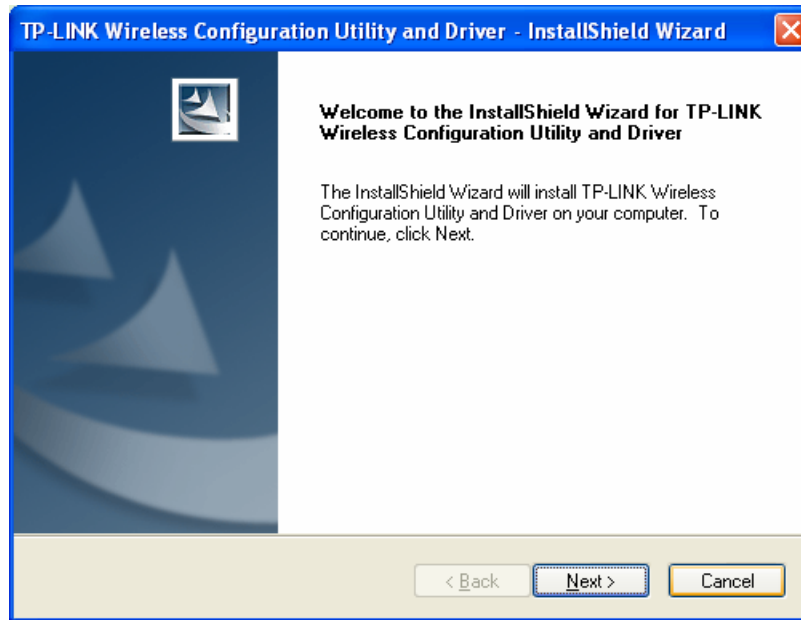 TP-LINK Wireless Configuration Utility and Driver - InstallShield Wizard
Welcome to the InstallShield Wizard for TP-LINK
Wireless Configuration Utility and Driver
The InstallShield Wizard will install TP-LINK Wireless
Configuration Utility and Driver on your computer. To
continue, click Next.
< Back Next > Cancel